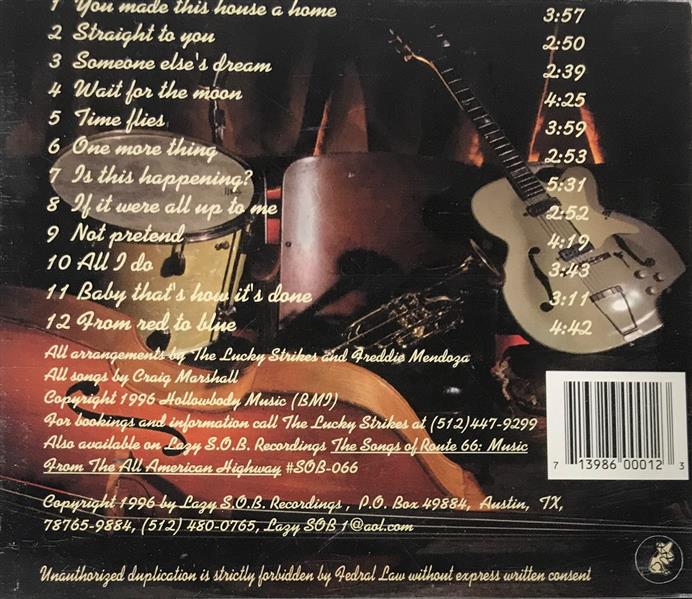 1 You made this house a home 3:57
2 Straight to you 2:50
3 Someone else's dream 2:39
4 Wait for the moon 4:25
5 Time flies 3:59
6 One more thing 2:53
7 Is this happening? 5:31
8 If it were all up to me 2:52
9 Not pretend 4:19
10 All I do 3:43
11 Baby that's how it's done 3:11
12 From red to blue 4:42
All arrangements by The Lucky Strikes and Freddie Mendoza
All songs by Craig Marshall
Copyright 1996 Hollowbody Music (BMI)
For bookings and information call The Lucky Strikes at (512)447-9299
Also available on Lazy S.O.B. Recordings The Songs of Route 66: Music
From The All American Highway #SOB-066
7 13986 00012 3
Copyright 1996 by Lazy S.O.B. Recordings , P.O. Box 49884, Austin, TX,
78765-9884, (512) 480-0765, Lazy SOB 1@aol.com
Unauthorized duplication is strictly forbidden by Fedral Law without express written consent